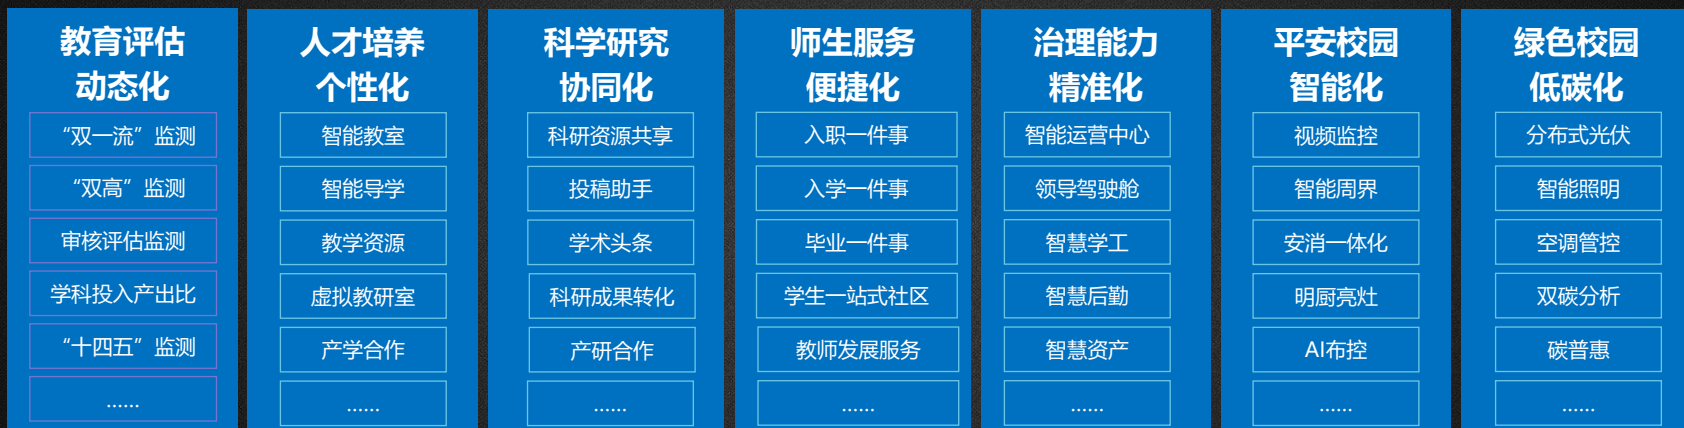 教育评估
动态化
“双一流”监测
“双高”监测
审核评估监测
学科投入产出比
“十四五”监测
......
人才培养
个性化
智能教室
智能导学
教学资源
虚拟教研室
产学合作
......
科学研究
协同化
科研资源共享
投稿助手
学术头条
科研成果转化
产研合作
......
师生服务
便捷化
入职一件事
入学一件事
毕业一件事
学生一站式社区
教师发展服务
......
治理能力
精准化
智能运营中心
领导驾驶舱
智慧学工
智慧后勤
智慧资产
......
平安校园
智能化
视频监控
智能周界
安消一体化
明厨亮灶
AI布控
......
绿色校园
低碳化
分布式光伏
智能照明
空调管控
双碳分析
碳普惠
......